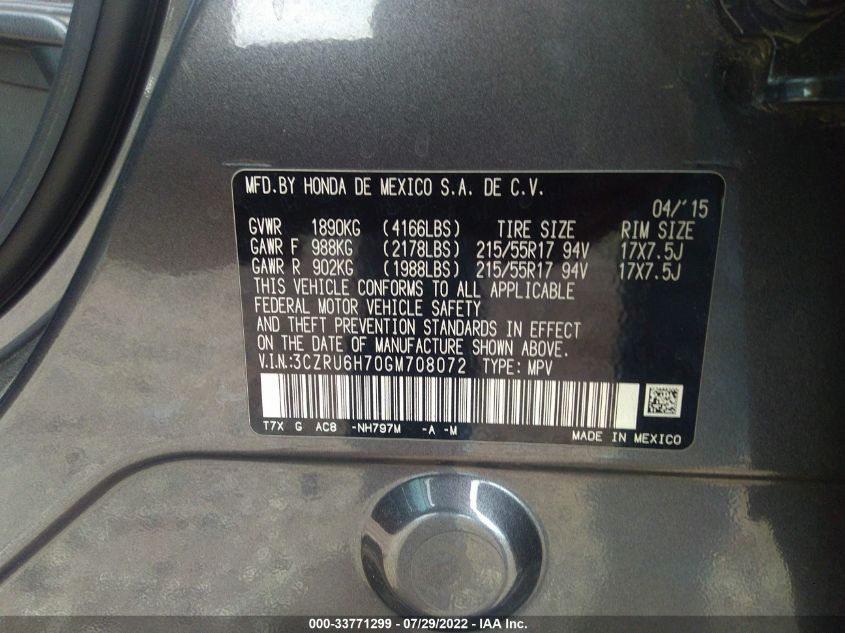 MFD.BY HONDA DE MEXICO S.A. DE C.V.
04/'15
GVWR 1890KG (4166LBS) TIRE SIZE RIM SIZE
GAWR F 988KG (2178LBS) 215/55R17 94V 17X7.5J
GAWR R 902KG (1988LBS) 215/55R17 94V 17X7.5J
THIS VEHICLE CONFORMS TO ALL APPLICABLE
FEDERAL MOTOR VEHICLE SAFETY
AND THEFT PREVENTION STANDARDS IN EFFECT
ON THE DATE OF MANUFACTURE SHOWN ABOVE.
V.I.N.:3CZRU6H70GM708072 TYPE: MPV
T7X G AC8 -NH797M -A -M
MADE IN MEXICO
000-33771299 - 07/29/2022 - IAA Inc.